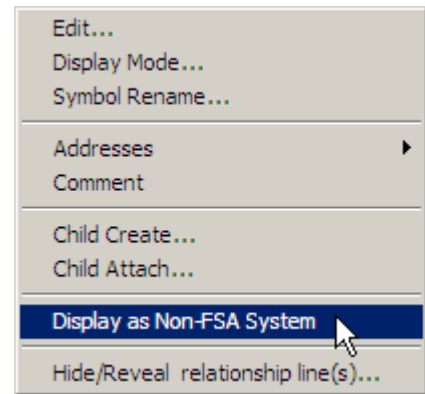 Edit...
Display Mode...
Symbol Rename...
Addresses
Comment
Child Create...
Child Attach...
Display as Non-FSA System
Hide/Reveal relationship line(s)...